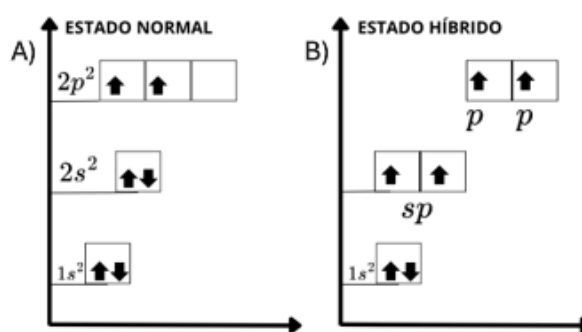 A)
ESTADO NORMAL
2p²
2s²
1s²
B)
ESTADO HÍBRIDO
p p
sp
1s²